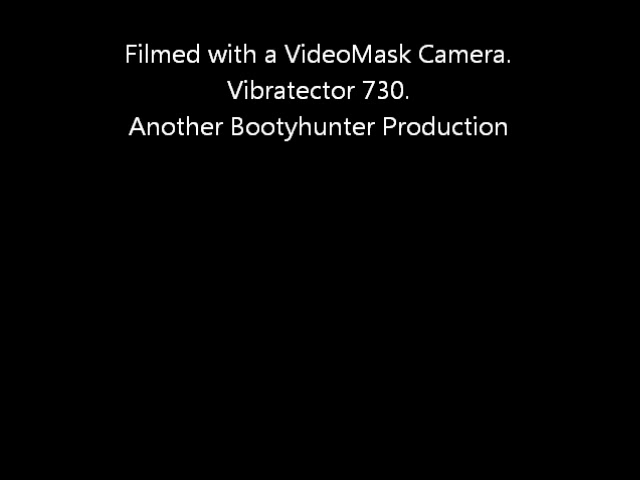 Filmed with a VideoMask Camera.
Vibratector 730.
Another Bootyhunter Production